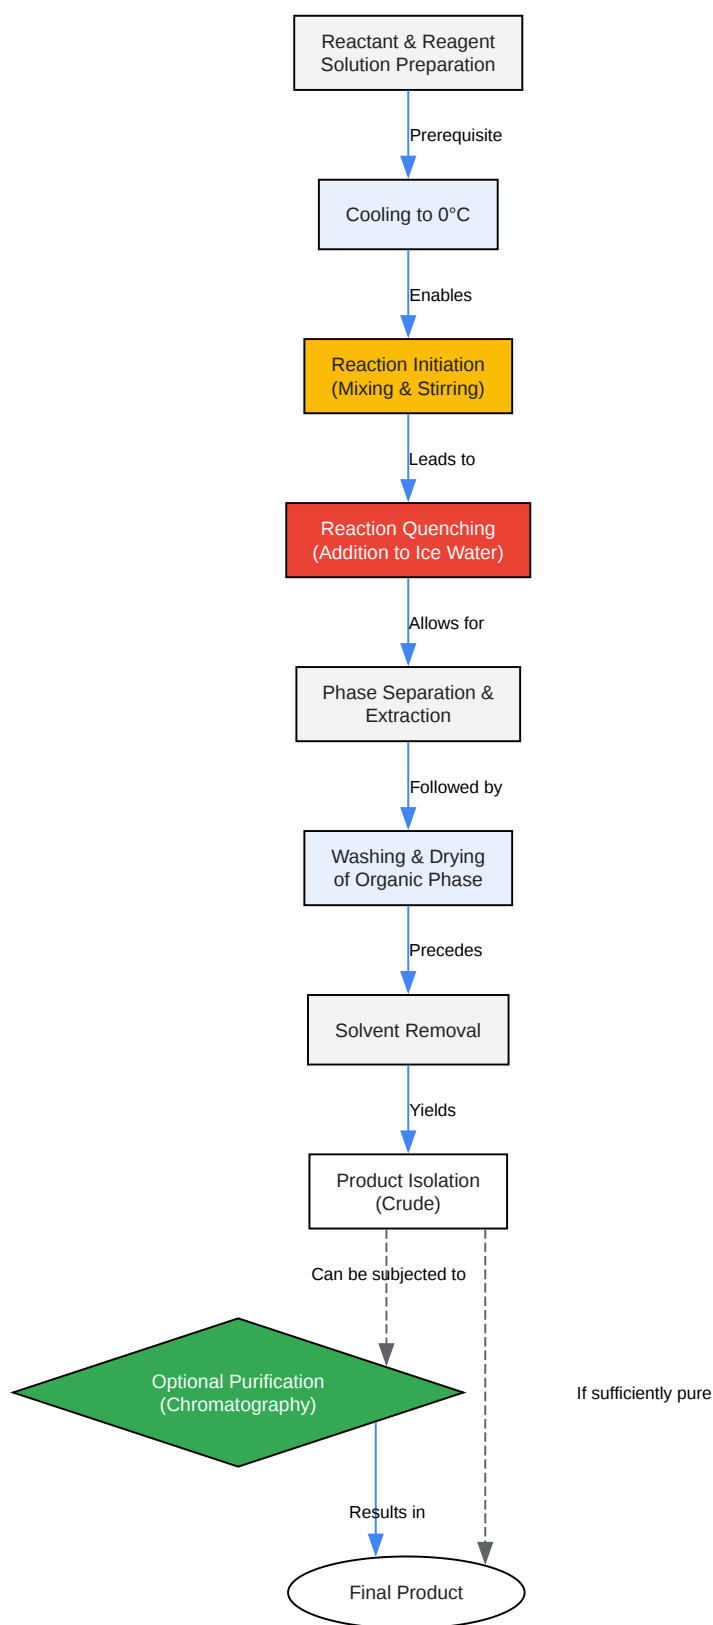 Reactant & Reagent
Solution Preparation
Prerequisite
Cooling to 0°C
Enables
Reaction Initiation
(Mixing & Stirring)
Leads to
Reaction Quenching
(Addition to Ice Water)
Allows for
Phase Separation &
Extraction
Followed by
Washing & Drying
of Organic Phase
Precedes
Solvent Removal
Yields
Product Isolation
(Crude)
Can be subjected to
Optional Purification
(Chromatography)
If sufficiently pure
Results in
Final Product